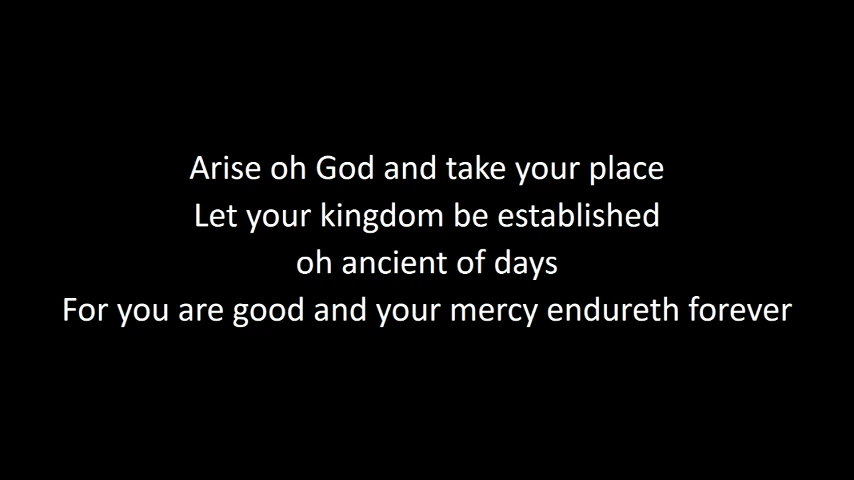 Arise oh God and take your place
Let your kingdom be established
oh ancient of days
For you are good and your mercy endureth forever